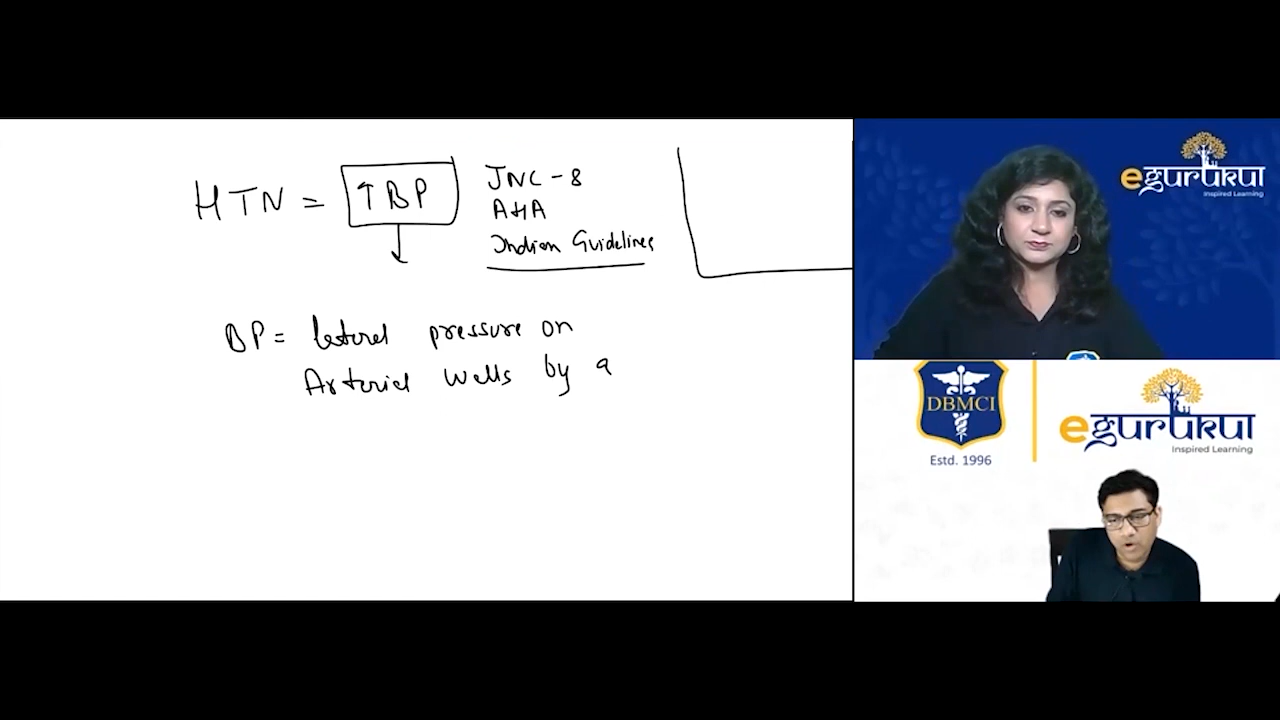 HTN = ↑BP
JNC-8
AHA
Indian Guidelines
BP = lateral pressure on
Arterial walls by a
egurukul
Inspired Learning
DBMCI
Estd. 1996
egurukul
Inspired Learning